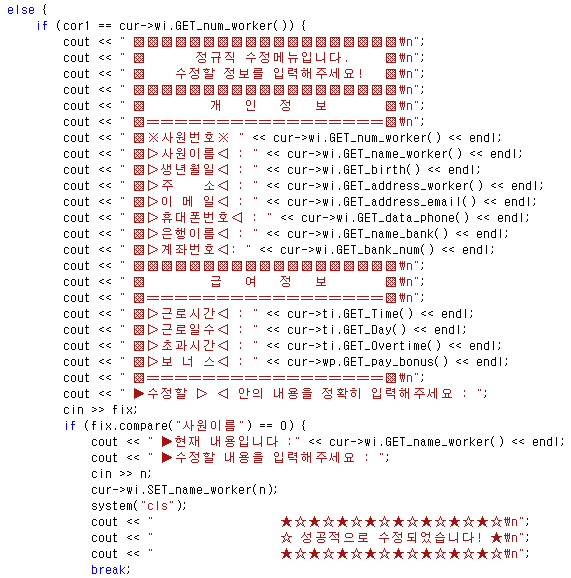 else {
if (cor1 == cur->wi.GET_num_worker()) {
cout << " ▨▨▨▨▨▨▨▨▨▨▨▨▨▨▨▨▨▨▨₩n";
cout << " ▨       정규직 수정메뉴입니다.     ▨₩n";
cout << " ▨    수정할 정보를 입력해주세요!   ▨₩n";
cout << " ▨▨▨▨▨▨▨▨▨▨▨▨▨▨▨▨▨▨▨₩n";
cout << " ▨         개  인  정  보        ▨₩n";
cout << " ▨=================▨₩n";
cout << " ▨※사원번호※ " << cur->wi.GET_num_worker() << endl;
cout << " ▨▷사원이름◁ : " << cur->wi.GET_name_worker() << endl;
cout << " ▨▷생년월일◁ : " << cur->wi.GET_birth() << endl;
cout << " ▨▷주    소◁ : " << cur->wi.GET_address_worker() << endl;
cout << " ▨▷이 메 일◁ : " << cur->wi.GET_address_email() << endl;
cout << " ▨▷휴대폰번호◁ : " << cur->wi.GET_data_phone() << endl;
cout << " ▨▷은행이름◁ : " << cur->wi.GET_name_bank() << endl;
cout << " ▨▷계좌번호◁: " << cur->wi.GET_bank_num() << endl;
cout << " ▨▨▨▨▨▨▨▨▨▨▨▨▨▨▨▨▨▨▨₩n";
cout << " ▨         급  여  정  보        ▨₩n";
cout << " ▨=================▨₩n";
cout << " ▨▷근로시간◁ : " << cur->ti.GET_Time() << endl;
cout << " ▨▷근로일수◁ : " << cur->ti.GET_Day() << endl;
cout << " ▨▷초과시간◁ : " << cur->ti.GET_Overtime() << endl;
cout << " ▨▷보 너 스◁ : " << cur->wp.GET_pay_bonus() << endl;
cout << " ▨=================▨₩n";
cout << " ▶수정할 ▷ ◁ 안의 내용을 정확히 입력해주세요 : ";
cin >> fix;
if (fix.compare("사원이름") == 0) {
cout << " ▶현재 내용입니다 :" << cur->wi.GET_name_worker() << endl;
cout << " ▶수정할 내용을 입력해주세요 : ";
cin >> n;
cur->wi.SET_name_worker(n);
system("cls");
cout << "                  ★☆★☆★☆★☆★☆★☆★☆★☆₩n";
cout << "                  ☆ 성공적으로 수정되었습니다! ★₩n";
cout << "                  ★☆★☆★☆★☆★☆★☆★☆★☆₩n";
break;